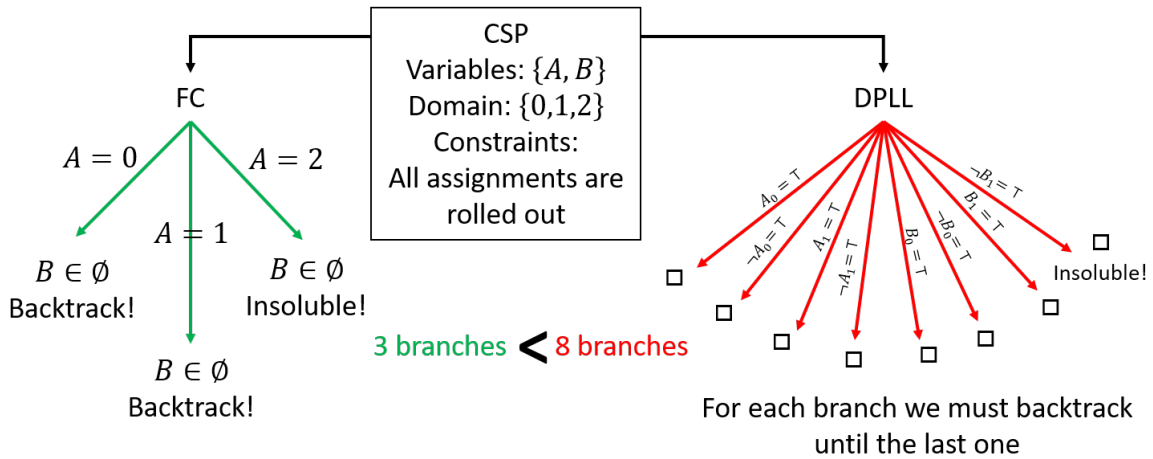 CSP
Variables: {A, B}
Domain: {0,1,2}
Constraints:
All assignments are
rolled out
FC
A = 0
A = 1
A = 2
B ∈ ∅
Backtrack!
B ∈ ∅
Backtrack!
B ∈ ∅
Insoluble!
3 branches < 8 branches
DPLL
A₀ = ⊤
¬A₀ = ⊤
A₁ = ⊤
¬A₁ = ⊤
B₀ = ⊤
¬B₀ = ⊤
B₁ = ⊤
¬B₁ = ⊤
Insoluble!
For each branch we must backtrack
until the last one